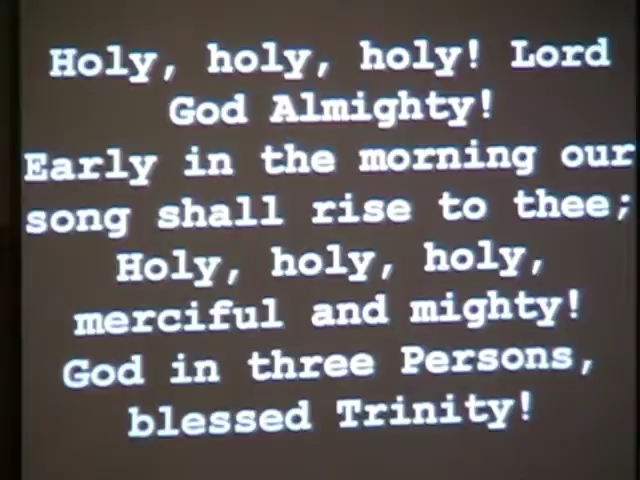 Holy, holy, holy! Lord
God Almighty!
Early in the morning our
song shall rise to thee;
Holy, holy, holy,
merciful and mighty!
God in three Persons,
blessed Trinity!